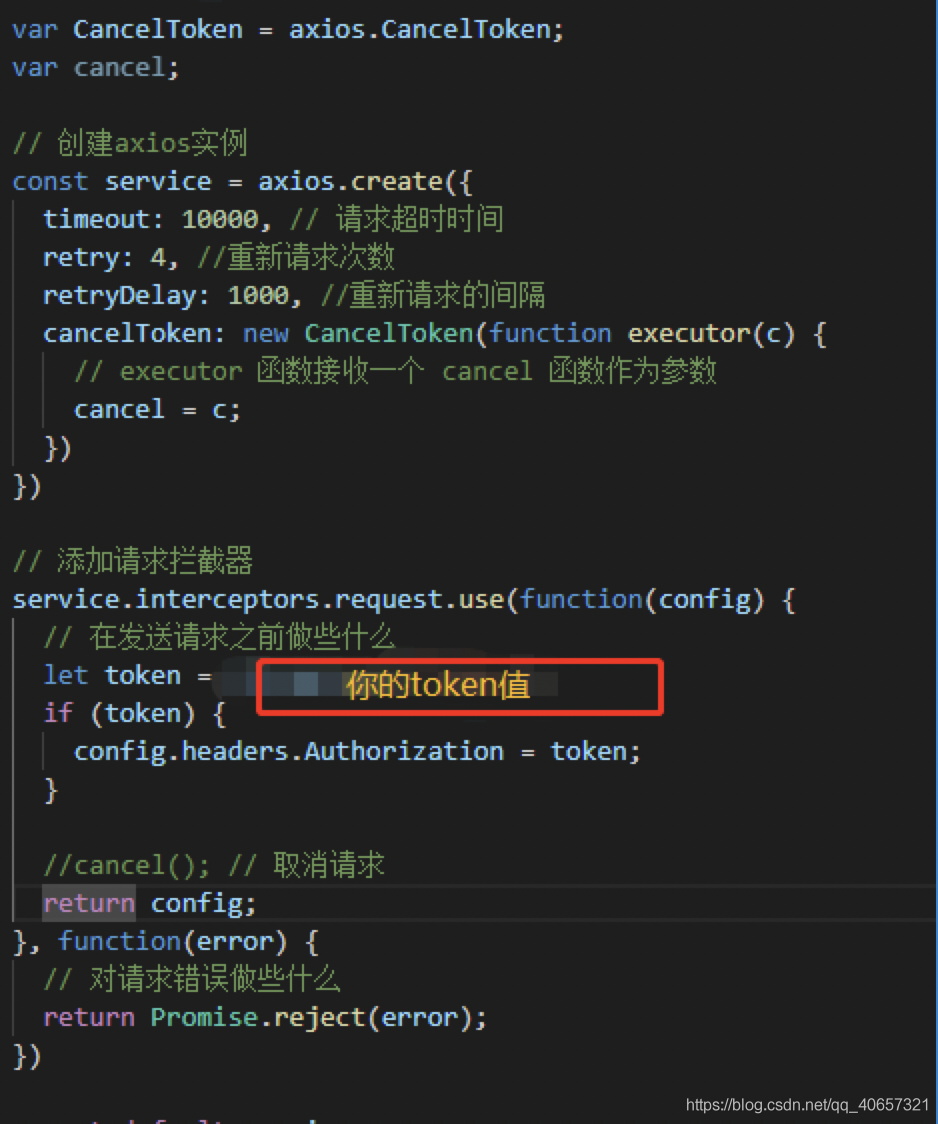 var CancelToken = axios.CancelToken;
var cancel;
// 创建axios实例
const service = axios.create({
timeout: 10000, // 请求超时时间
retry: 4, //重新请求次数
retryDelay: 1000, //重新请求的间隔
cancelToken: new CancelToken(function executor(c) {
// executor 函数接收一个 cancel 函数作为参数
cancel = c;
})
})
// 添加请求拦截器
service.interceptors.request.use(function(config) {
// 在发送请求之前做些什么
let token = 你的token值
if (token) {
config.headers.Authorization = token;
}
//cancel(); // 取消请求
return config;
}, function(error) {
// 对请求错误做些什么
return Promise.reject(error);
})
https://blog.csdn.net/qq_40657321